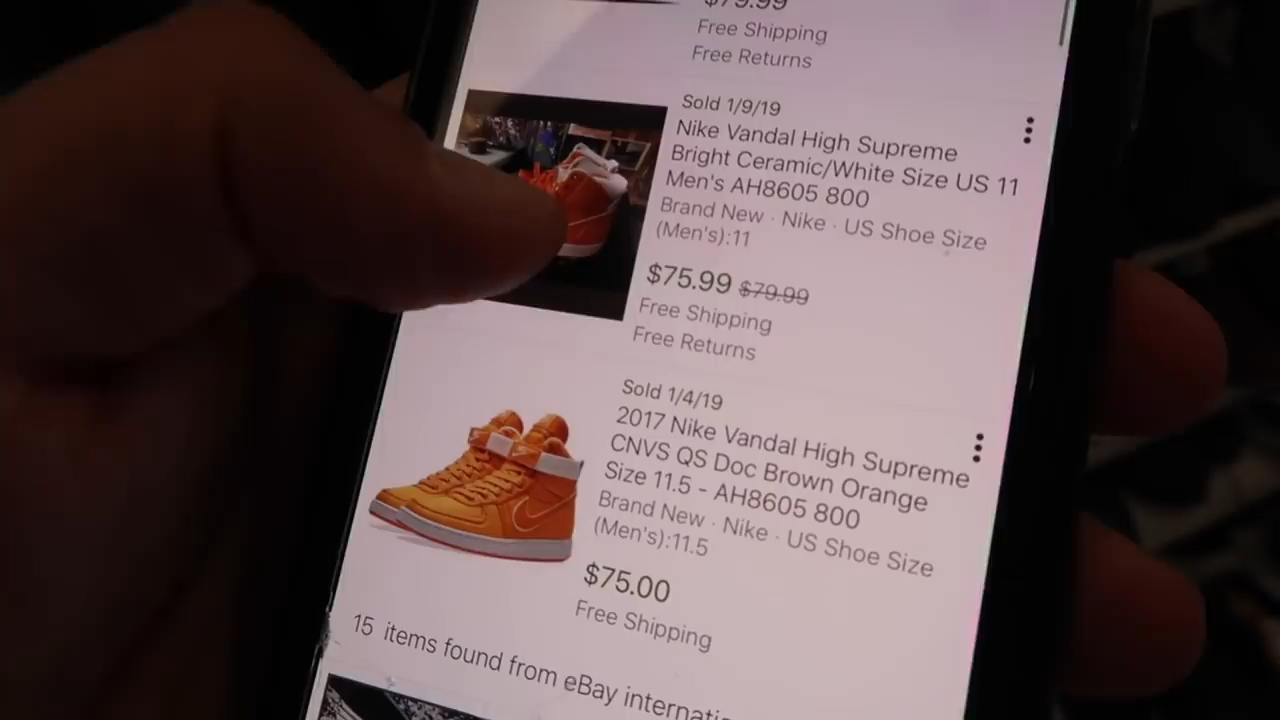 $79.99
Free Shipping
Free Returns
Sold 1/9/19
Nike Vandal High Supreme
Bright Ceramic/White Size US 11
Men's AH8605 800
Brand New · Nike · US Shoe Size
(Men's):11
$75.99 $79.99
Free Shipping
Free Returns
Sold 1/4/19
2017 Nike Vandal High Supreme
CNVS QS Doc Brown Orange
Size 11.5 - AH8605 800
Brand New · Nike · US Shoe Size
(Men's):11.5
$75.00
Free Shipping
15 items found from eBay internatio